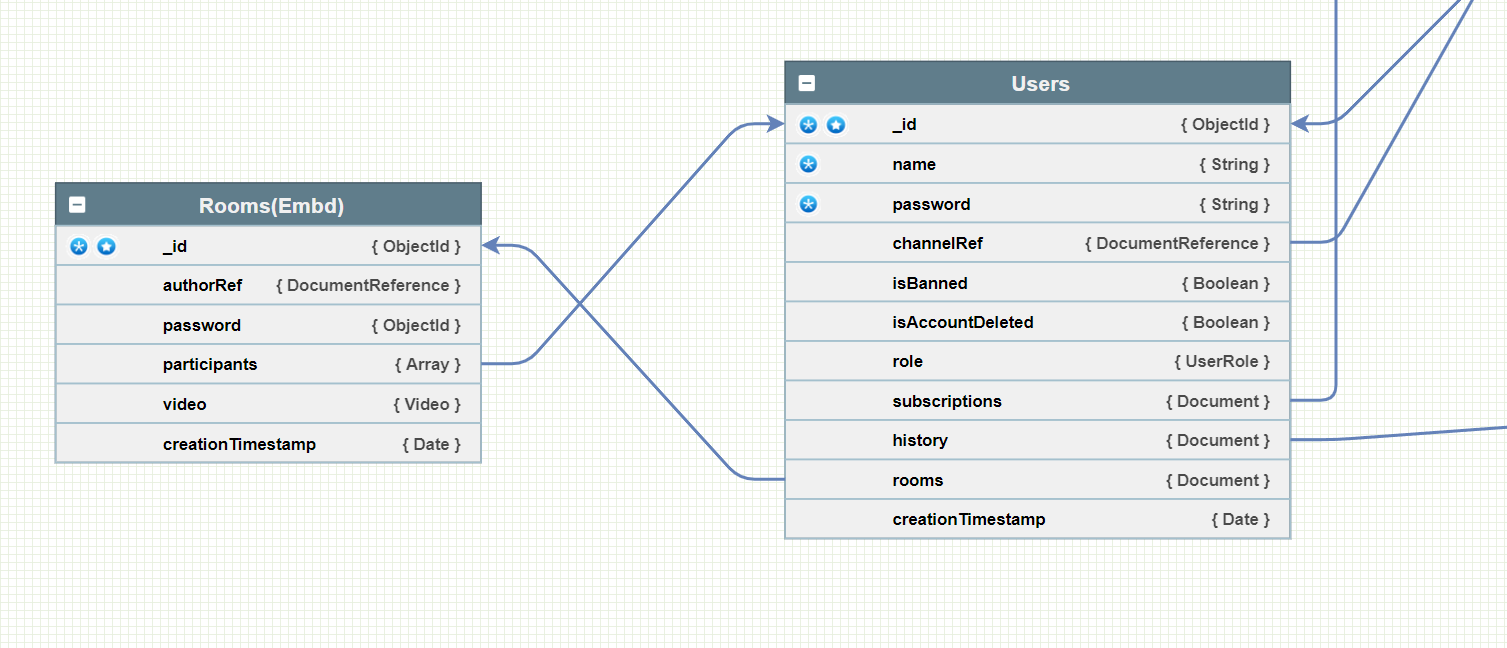 Rooms(Embd)
_id { ObjectId }
authorRef { DocumentReference }
password { ObjectId }
participants { Array }
video { Video }
creationTimestamp { Date }
Users
_id { ObjectId }
name { String }
password { String }
channelRef { DocumentReference }
isBanned { Boolean }
isAccountDeleted { Boolean }
role { UserRole }
subscriptions { Document }
history { Document }
rooms { Document }
creationTimestamp { Date }